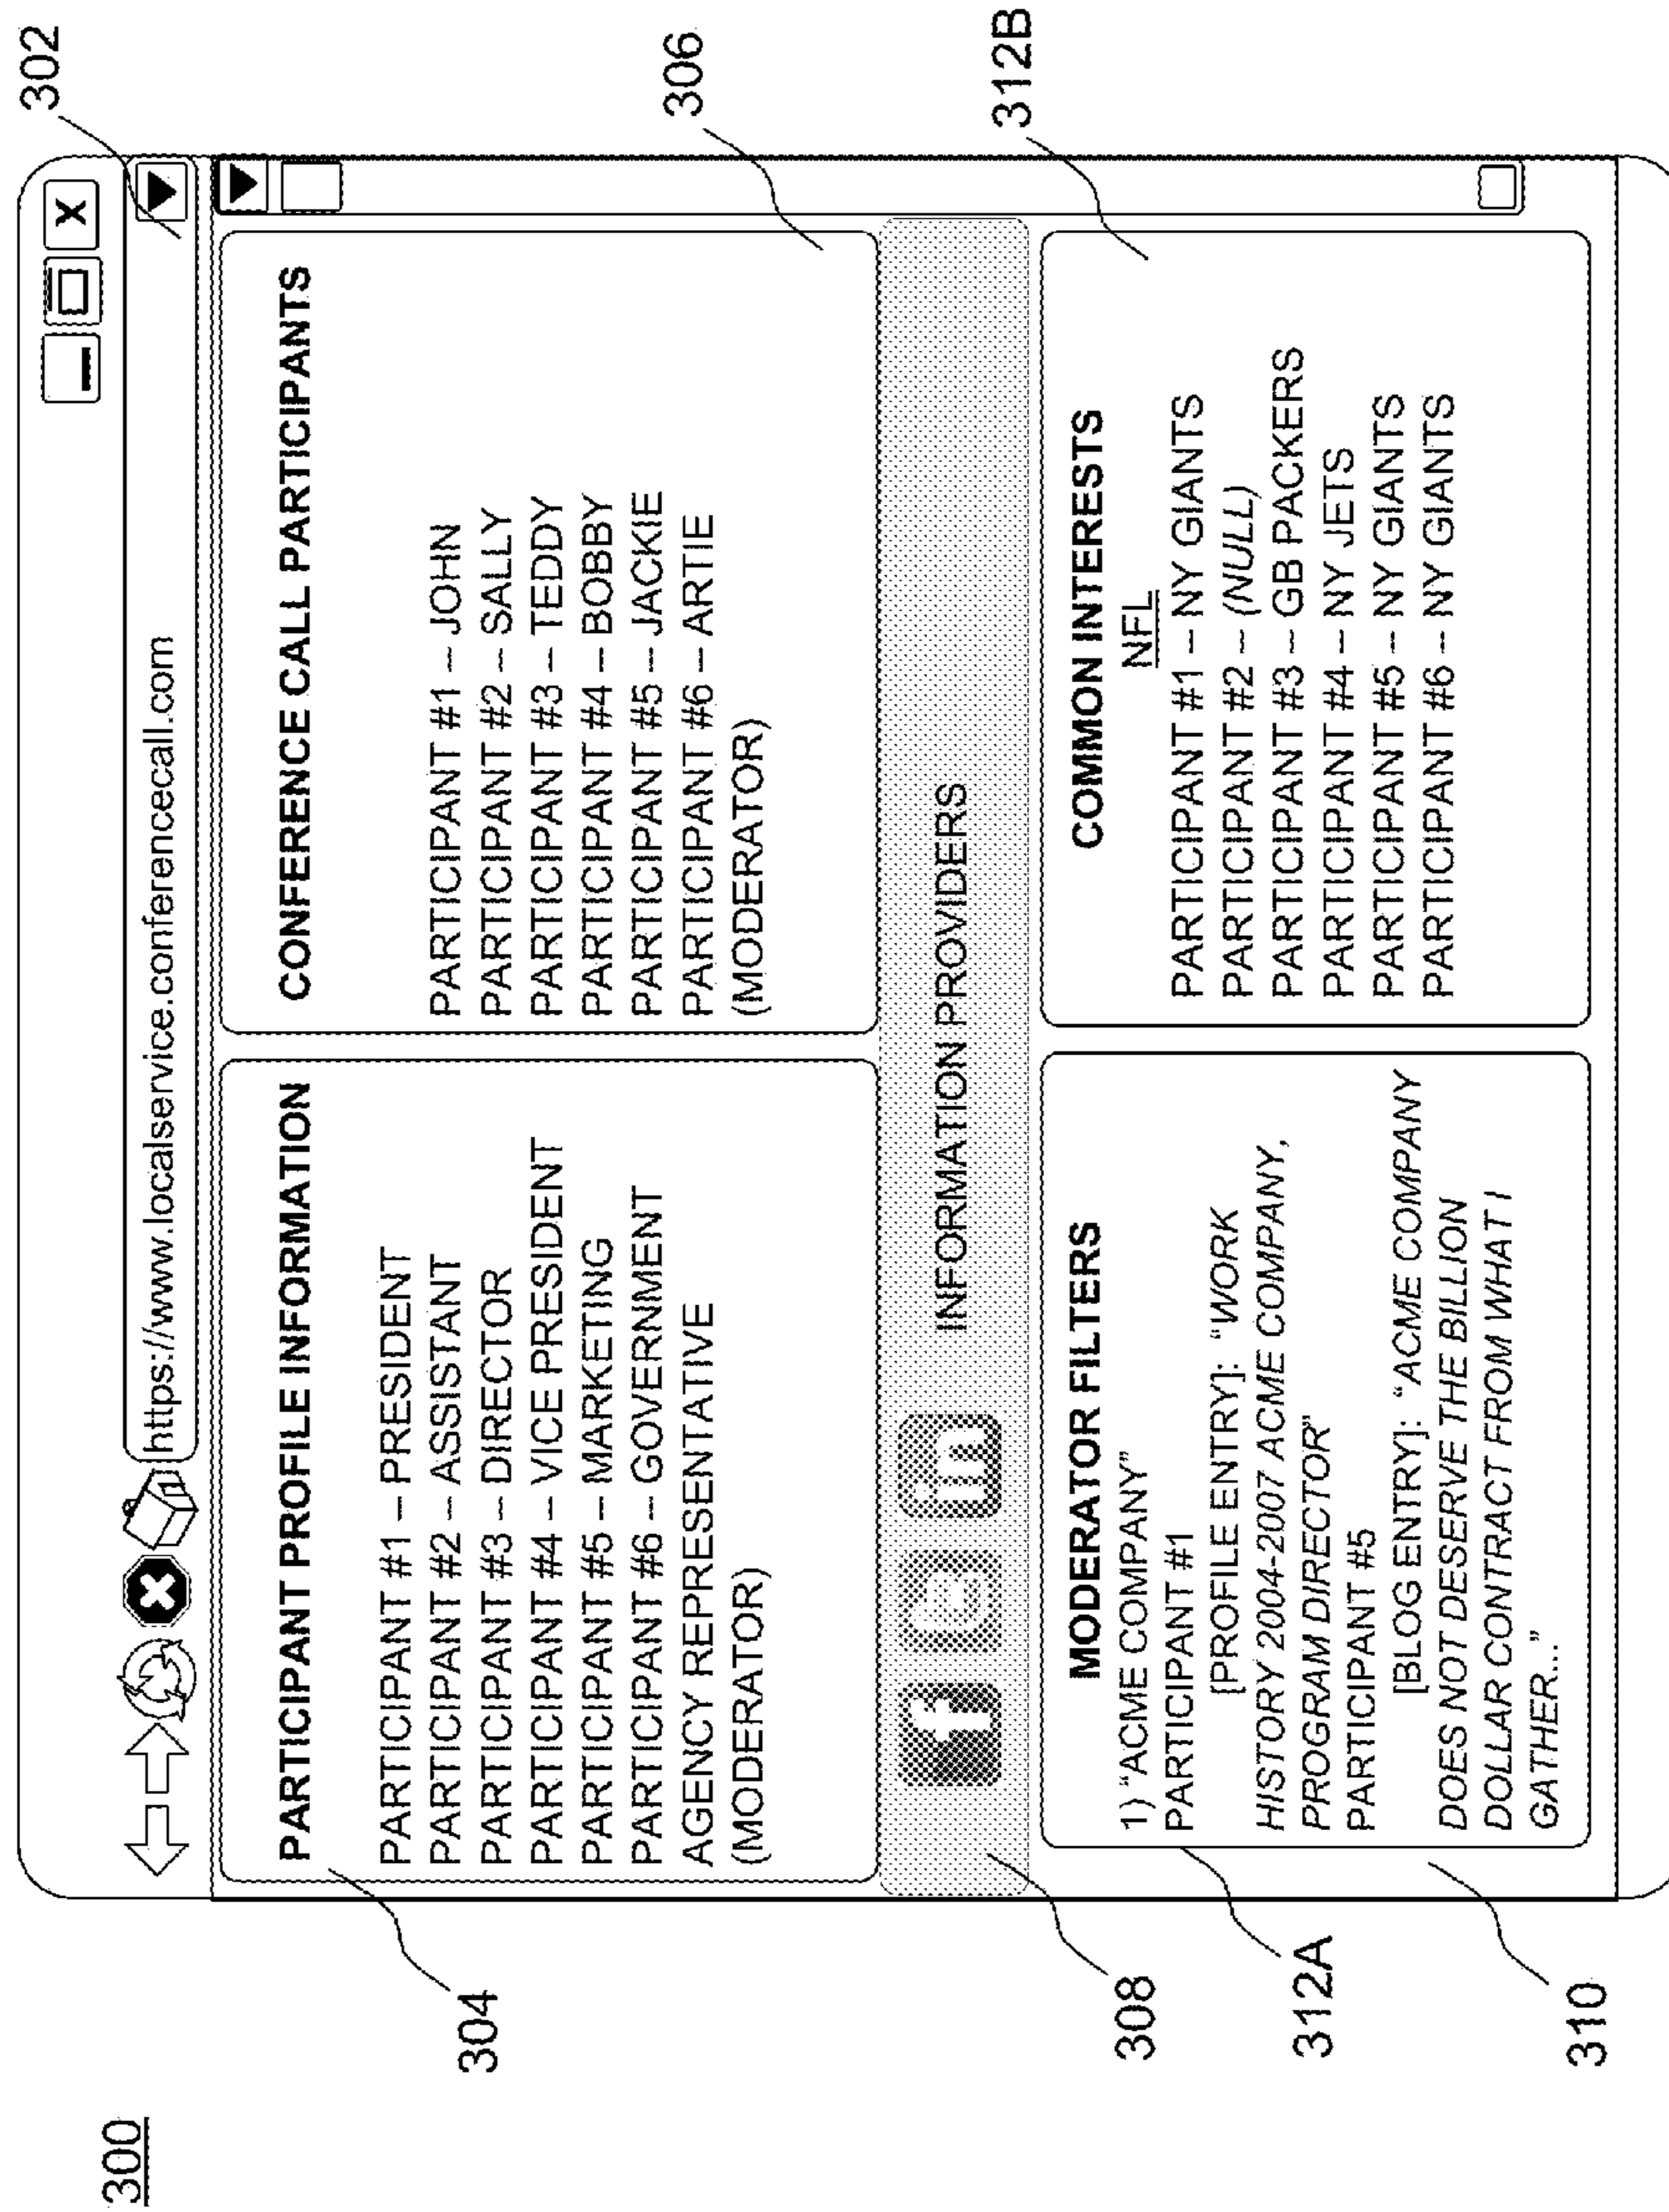 300
302
X
https://www.localservice.conferencecall.com
304
PARTICIPANT PROFILE INFORMATION
PARTICIPANT #1 – PRESIDENT
PARTICIPANT #2 – ASSISTANT
PARTICIPANT #3 – DIRECTOR
PARTICIPANT #4 – VICE PRESIDENT
PARTICIPANT #5 – MARKETING
PARTICIPANT #6 – GOVERNMENT
AGENCY REPRESENTATIVE
(MODERATOR)
CONFERENCE CALL PARTICIPANTS
PARTICIPANT #1 – JOHN
PARTICIPANT #2 – SALLY
PARTICIPANT #3 – TEDDY
PARTICIPANT #4 – BOBBY
PARTICIPANT #5 – JACKIE
PARTICIPANT #6 – ARTIE
(MODERATOR)
306
308
f
in
INFORMATION PROVIDERS
312A
MODERATOR FILTERS
1) "ACME COMPANY"
PARTICIPANT #1
[PROFILE ENTRY]: "WORK
HISTORY 2004-2007 ACME COMPANY,
PROGRAM DIRECTOR"
PARTICIPANT #5
[BLOG ENTRY]: "ACME COMPANY
DOES NOT DESERVE THE BILLION
DOLLAR CONTRACT FROM WHAT I
GATHER..."
310
312B
COMMON INTERESTS
NFL
PARTICIPANT #1 – NY GIANTS
PARTICIPANT #2 – (NULL)
PARTICIPANT #3 – GB PACKERS
PARTICIPANT #4 – NY JETS
PARTICIPANT #5 – NY GIANTS
PARTICIPANT #6 – NY GIANTS